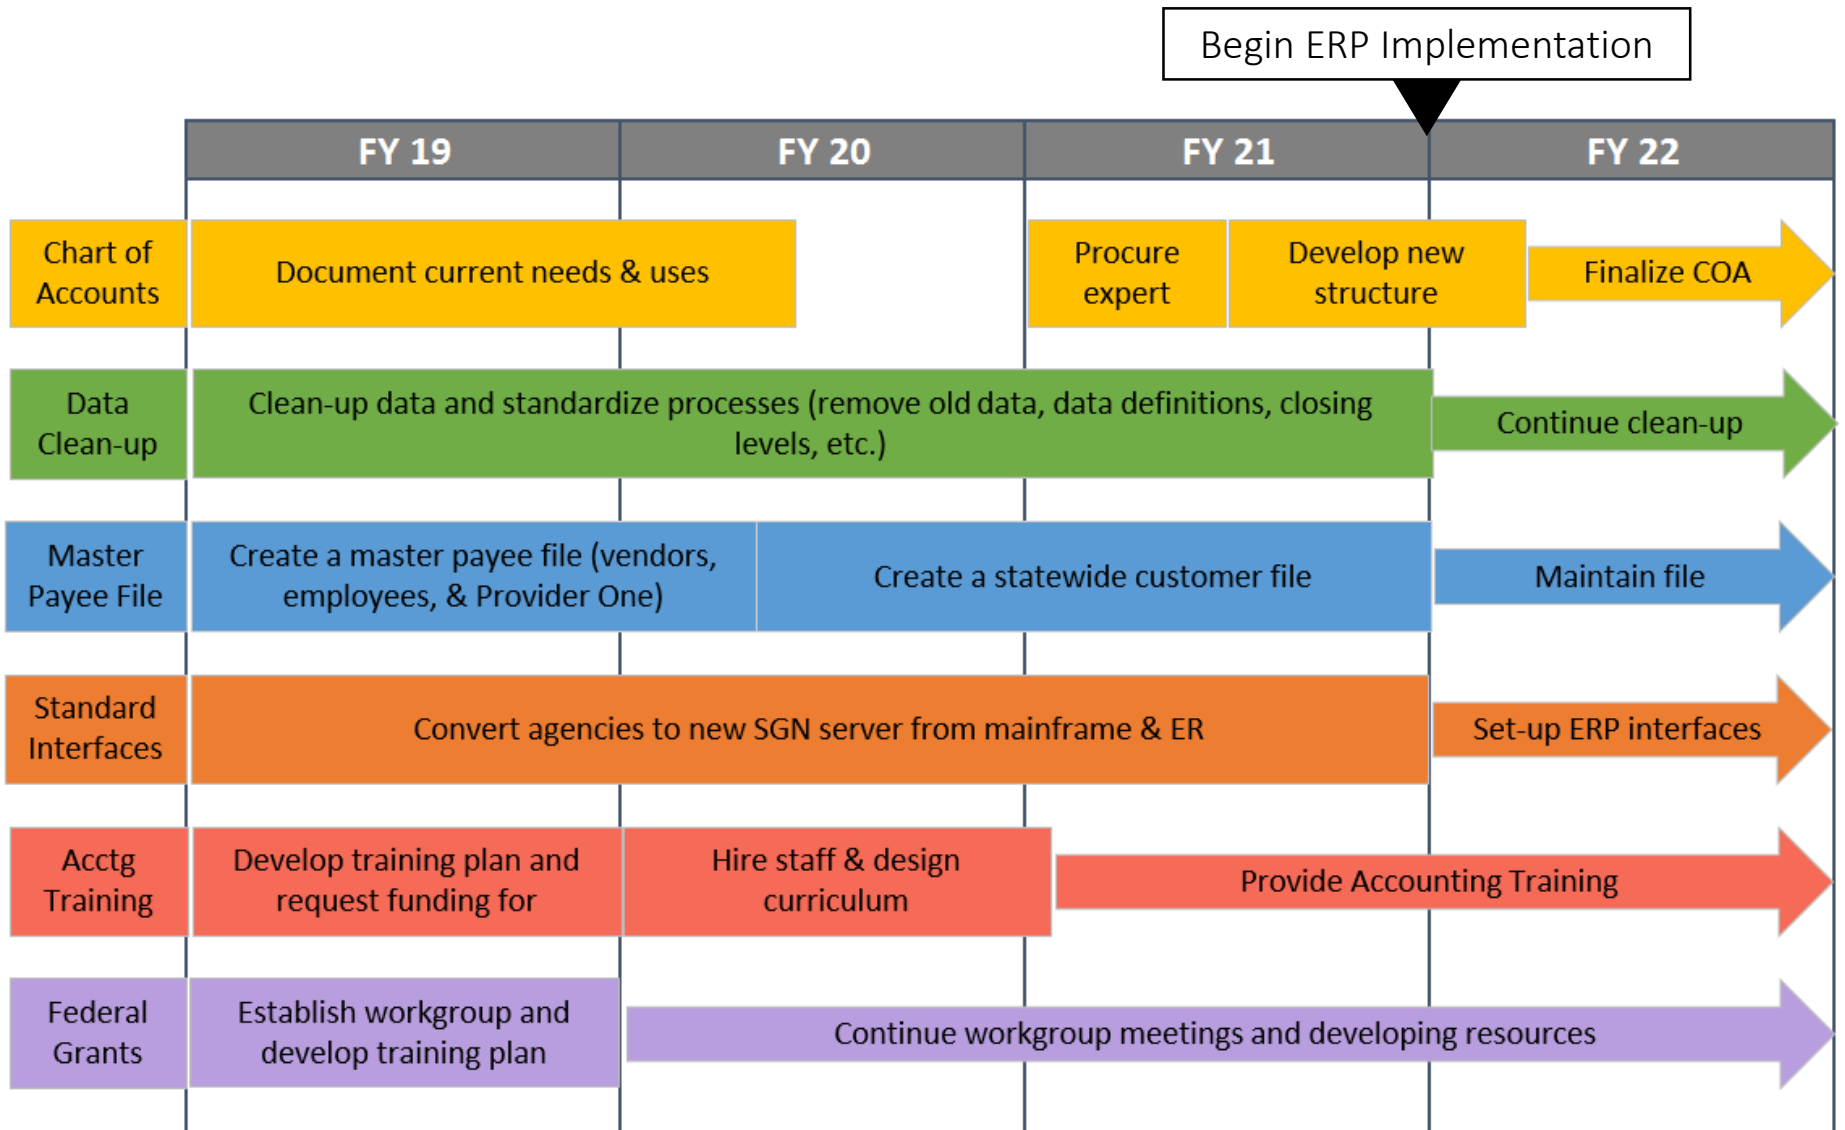 Begin ERP Implementation
FY 19
FY 20
FY 21
FY 22
Chart of
Accounts
Document current needs & uses
Procure
expert
Develop new
structure
Finalize COA
Data
Clean-up
Clean-up data and standardize processes (remove old data, data definitions, closing
levels, etc.)
Continue clean-up
Master
Payee File
Create a master payee file (vendors,
employees, & Provider One)
Create a statewide customer file
Maintain file
Standard
Interfaces
Convert agencies to new SGN server from mainframe & ER
Set-up ERP interfaces
Acctg
Training
Develop training plan and
request funding for
Hire staff & design
curriculum
Provide Accounting Training
Federal
Grants
Establish workgroup and
develop training plan
Continue workgroup meetings and developing resources